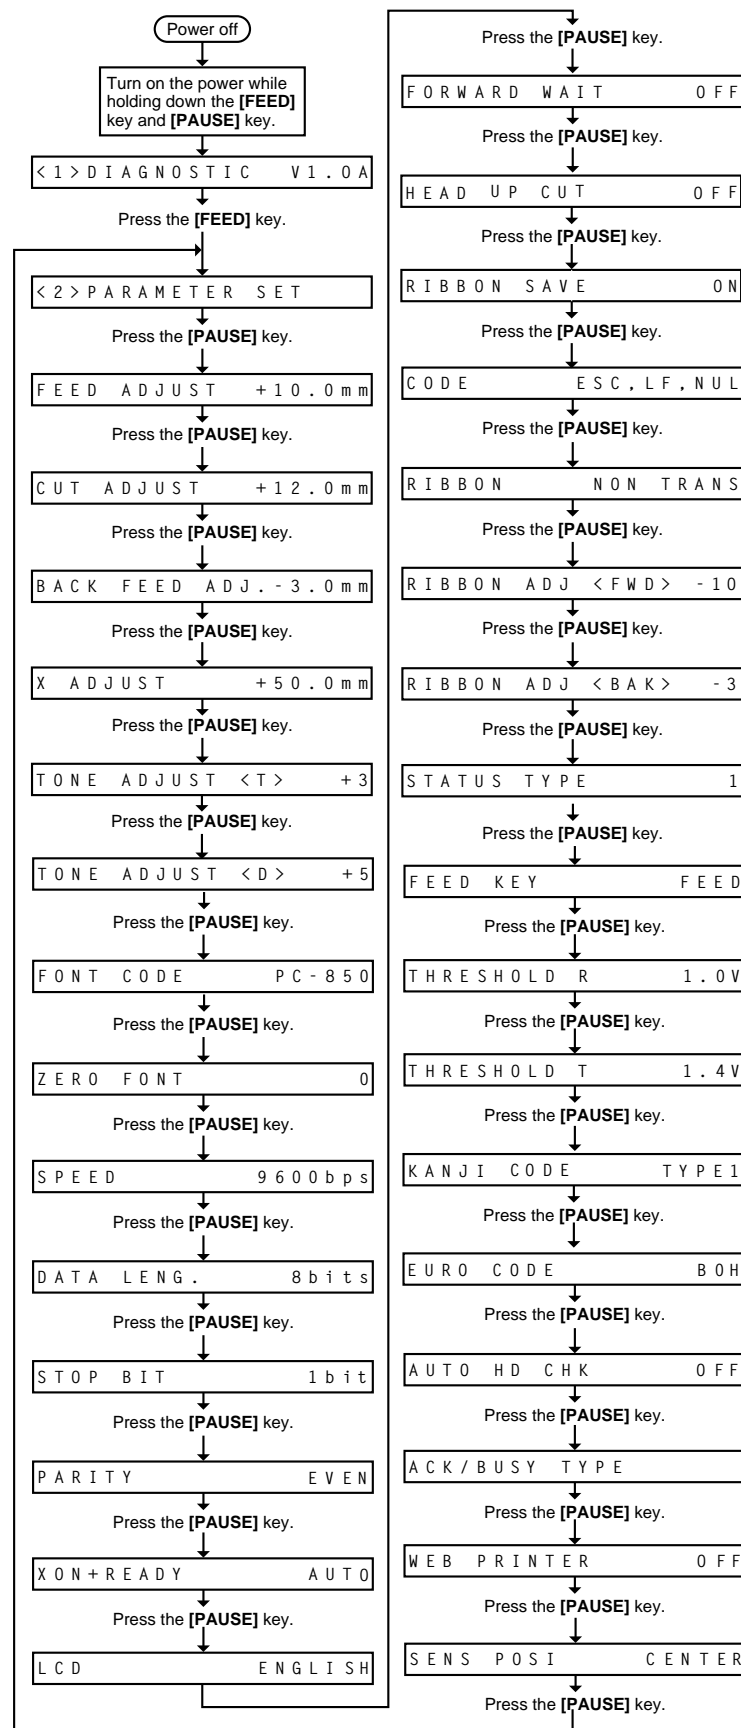 Power off
Turn on the power while
holding down the [FEED]
key and [PAUSE] key.
<1>DIAGNOSTIC V1.0A
Press the [FEED] key.
<2>PARAMETER SET
Press the [PAUSE] key.
FEED ADJUST +10.0mm
Press the [PAUSE] key.
CUT ADJUST +12.0mm
Press the [PAUSE] key.
BACK FEED ADJ.-3.0mm
Press the [PAUSE] key.
X ADJUST +50.0mm
Press the [PAUSE] key.
TONE ADJUST <T> +3
Press the [PAUSE] key.
TONE ADJUST <D> +5
Press the [PAUSE] key.
FONT CODE PC-850
Press the [PAUSE] key.
ZERO FONT 0
Press the [PAUSE] key.
SPEED 9600bps
Press the [PAUSE] key.
DATA LENG. 8bits
Press the [PAUSE] key.
STOP BIT 1bit
Press the [PAUSE] key.
PARITY EVEN
Press the [PAUSE] key.
XON+READY AUTO
Press the [PAUSE] key.
LCD ENGLISH
Press the [PAUSE] key.
FORWARD WAIT OFF
Press the [PAUSE] key.
HEAD UP CUT OFF
Press the [PAUSE] key.
RIBBON SAVE ON
Press the [PAUSE] key.
CODE ESC,LF,NUL
Press the [PAUSE] key.
RIBBON NON TRANS
Press the [PAUSE] key.
RIBBON ADJ <FWD> -10
Press the [PAUSE] key.
RIBBON ADJ <BAK> -3
Press the [PAUSE] key.
STATUS TYPE 1
Press the [PAUSE] key.
FEED KEY FEED
Press the [PAUSE] key.
THRESHOLD R 1.0V
Press the [PAUSE] key.
THRESHOLD T 1.4V
Press the [PAUSE] key.
KANJI CODE TYPE1
Press the [PAUSE] key.
EURO CODE B0H
Press the [PAUSE] key.
AUTO HD CHK OFF
Press the [PAUSE] key.
ACK/BUSY TYPE
Press the [PAUSE] key.
WEB PRINTER OFF
Press the [PAUSE] key.
SENS POSI CENTER
Press the [PAUSE] key.